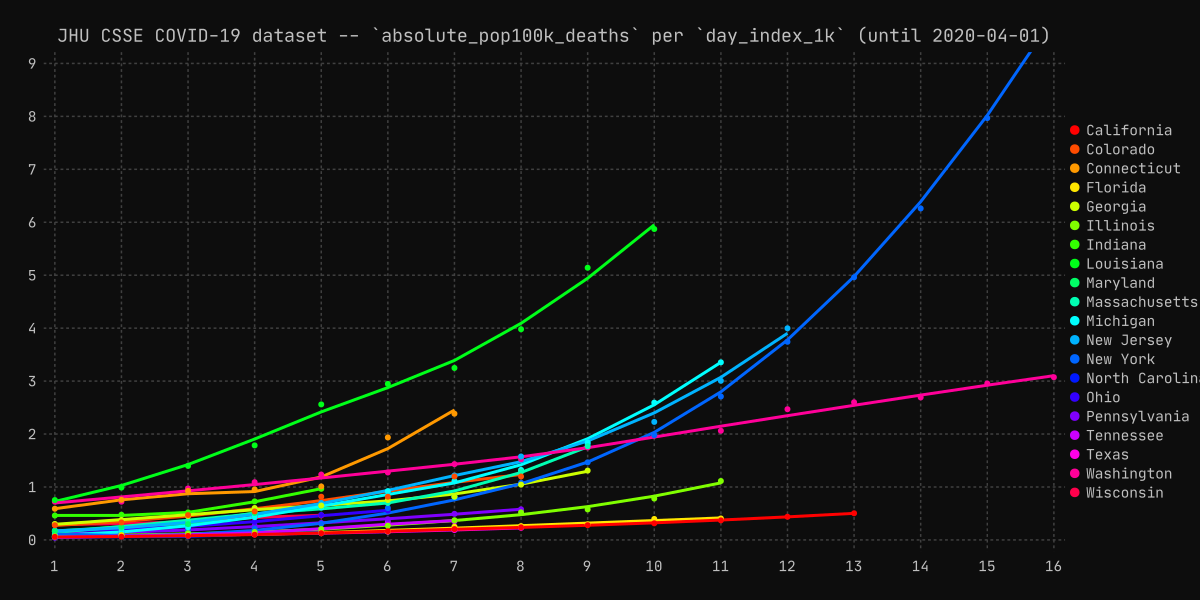 JHU CSSE COVID-19 dataset -- `absolute_pop100k_deaths` per `day_index_1k` (until 2020-04-01)
9
8
7
6
5
4
3
2
1
0
1 2 3 4 5 6 7 8 9 10 11 12 13 14 15 16
California
Colorado
Connecticut
Florida
Georgia
Illinois
Indiana
Louisiana
Maryland
Massachusetts
Michigan
New Jersey
New York
North Carolin
Ohio
Pennsylvania
Tennessee
Texas
Washington
Wisconsin